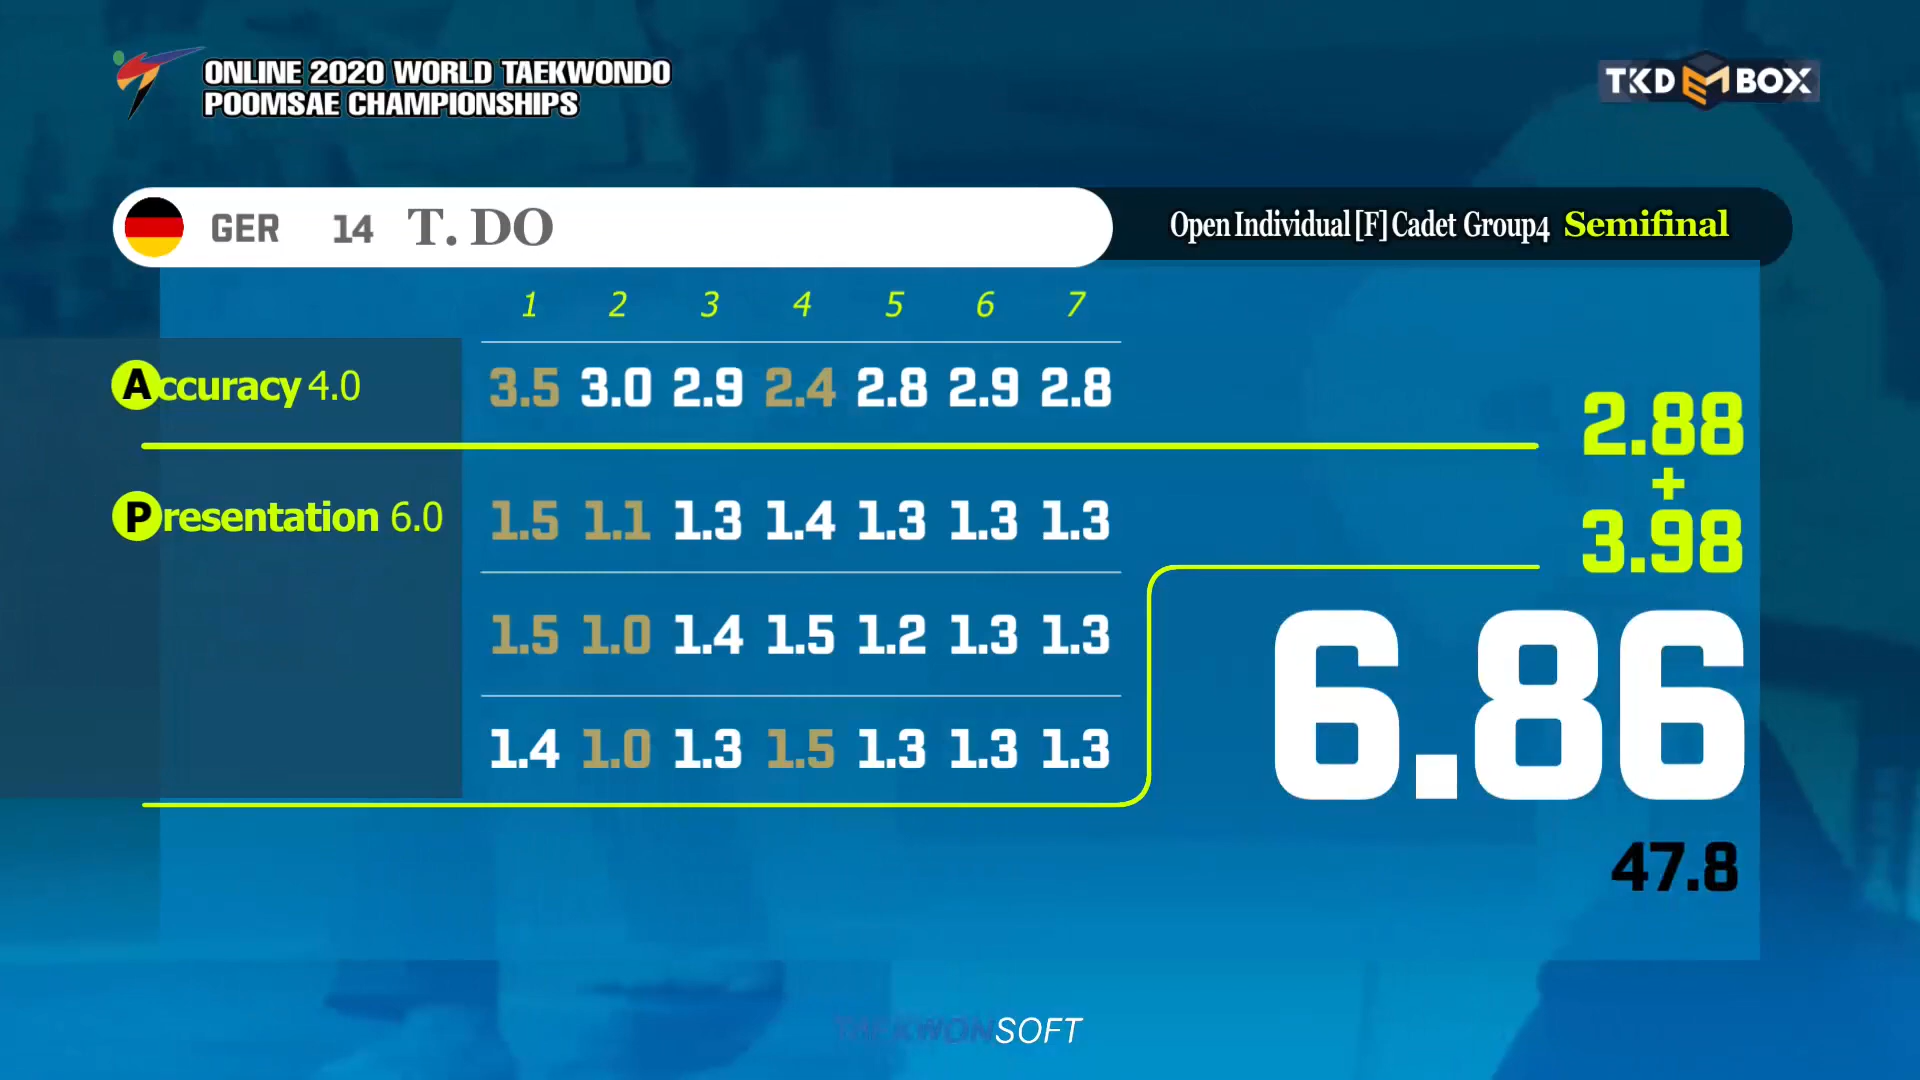 ONLINE 2020 WORLD TAEKWONDO
POOMSAE CHAMPIONSHIPS
TKD BOX
GER 14 T. DO
Open Individual [F] Cadet Group4 Semifinal
1 2 3 4 5 6 7
Accuracy 4.0 3.5 3.0 2.9 2.4 2.8 2.9 2.8
2.88
+
Presentation 6.0 1.5 1.1 1.3 1.4 1.3 1.3 1.3
3.98
1.5 1.0 1.4 1.5 1.2 1.3 1.3
6.86
1.4 1.0 1.3 1.5 1.3 1.3 1.3
47.8
TAEKWONSOFT